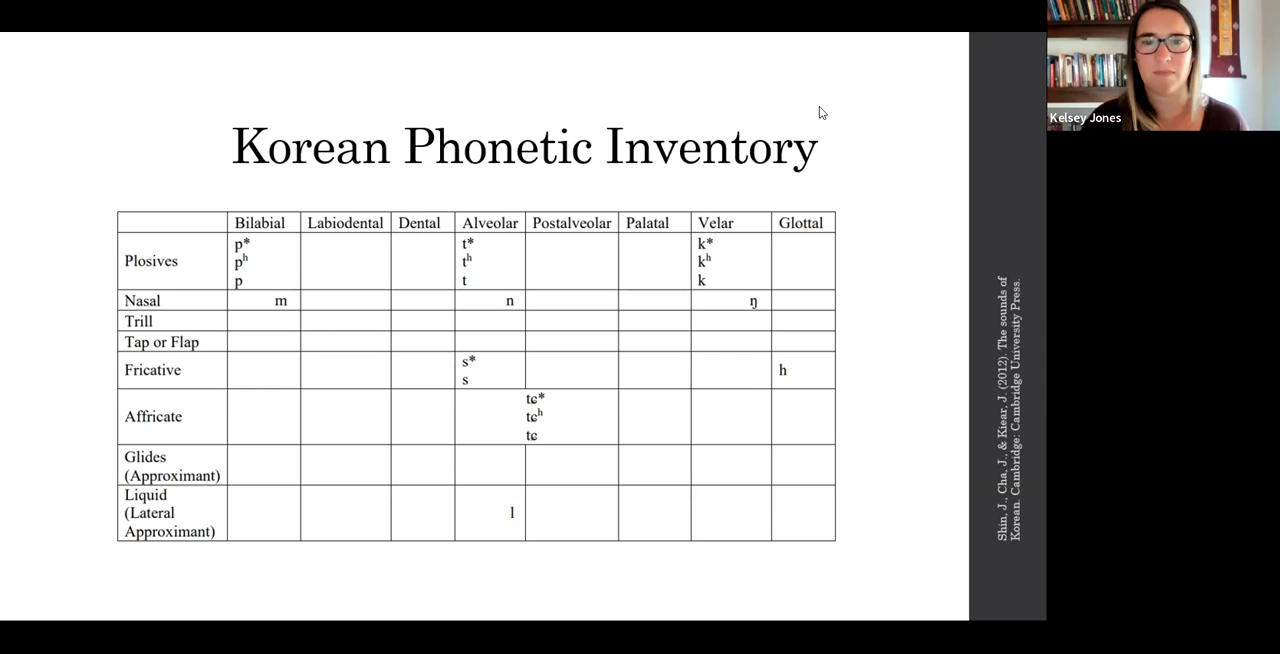 Kelsey Jones
Korean Phonetic Inventory
Bilabial Labiodental Dental Alveolar Postalveolar Palatal Velar Glottal
Plosives
p* t* k*
pʰ tʰ kʰ
p t k
Nasal m n ŋ
Trill
Tap or Flap
Fricative
s*
s
h
Affricate
tɕ*
tɕʰ
tɕ
Glides
(Approximant)
Liquid
(Lateral
Approximant)
l
Shin, J., Cha, J., & Kiear, J. (2012). The sounds of
Korean. Cambridge: Cambridge University Press.